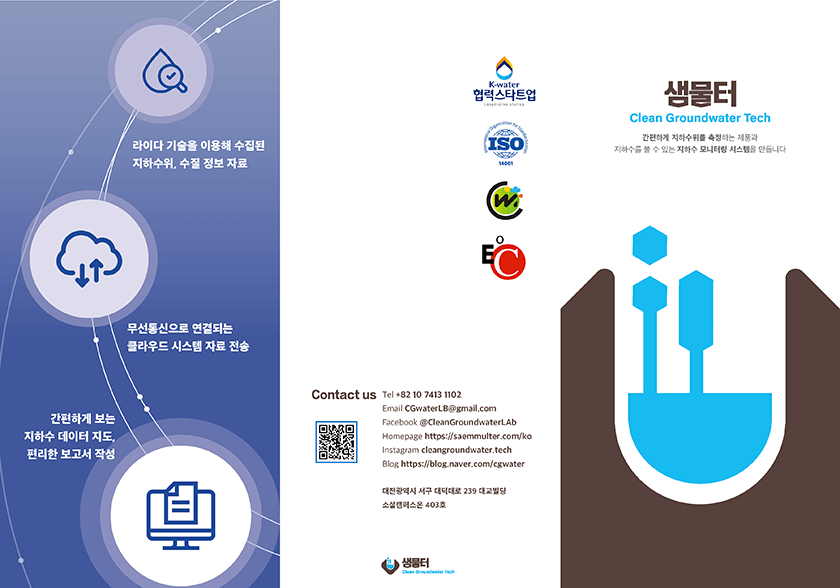 라이다 기술을 이용해 수집된
지하수위, 수질 정보 자료
무선통신으로 연결되는
클라우드 시스템 자료 전송
간편하게 보는
지하수 데이터 지도,
편리한 보고서 작성
K-water
협력스타트업
cooperative startup
ISO
14001
CWI
EOC
Contact us
Tel +82 10 7413 1102
Email CGwaterLB@gmail.com
Facebook @CleanGroundwaterLAb
Homepage https://saemmulter.com/ko
Instagram cleangroundwater.tech
Blog https://blog.naver.com/cgwater
대전광역시 서구 대덕대로 239 대교빌딩
소셜캠퍼스온 403호
샘물터
Clean Groundwater Tech
샘물터
Clean Groundwater Tech
간편하게 지하수위를 측정하는 제품과
지하수를 볼 수 있는 지하수 모니터링 시스템을 만듭니다